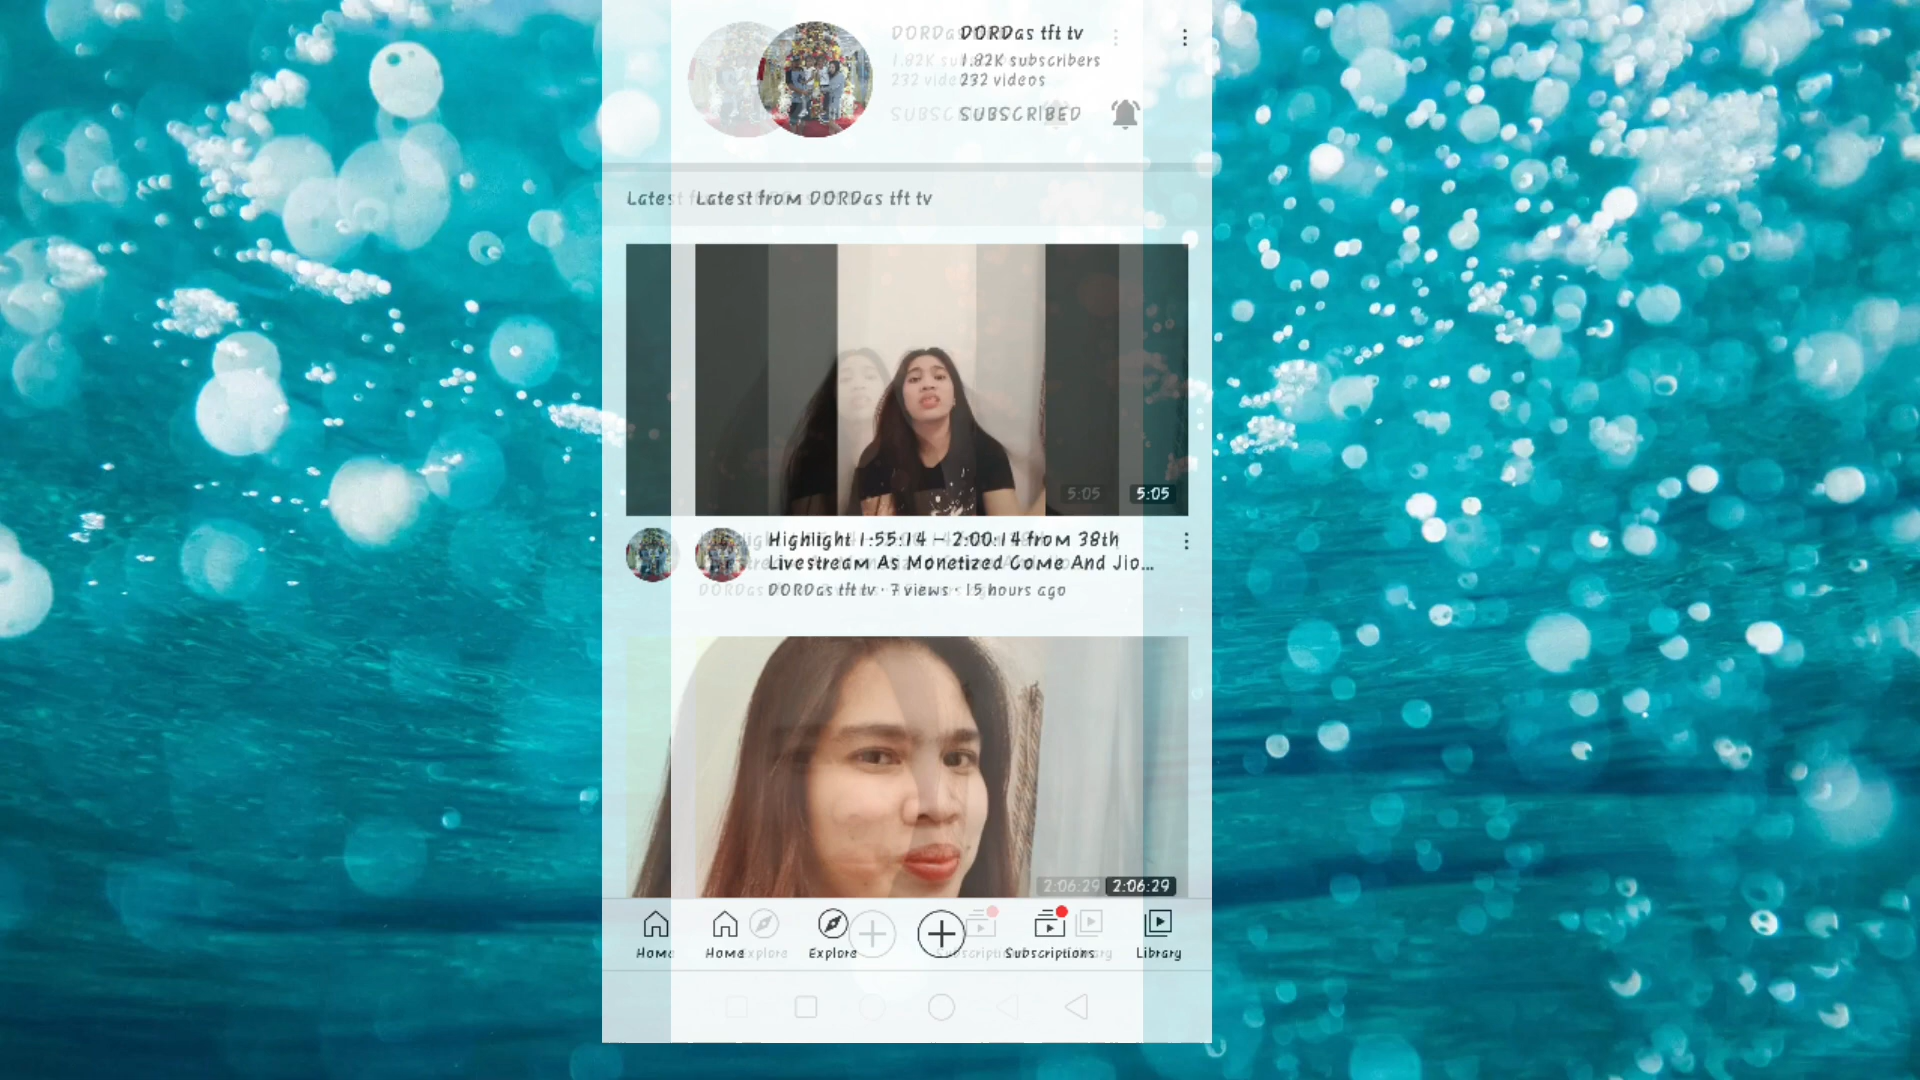 DORDas tft tv
1.82K subscribers
232 videos
SUBSCRIBED
Latest from DORDas tft tv
5:05
Highlight 1:55:14 – 2:00:14 from 38th
Livestream As Monetized Come And Jio...
DORDas tft tv · 7 views · 15 hours ago
2:06:29
Home
Explore
Subscriptions
Library